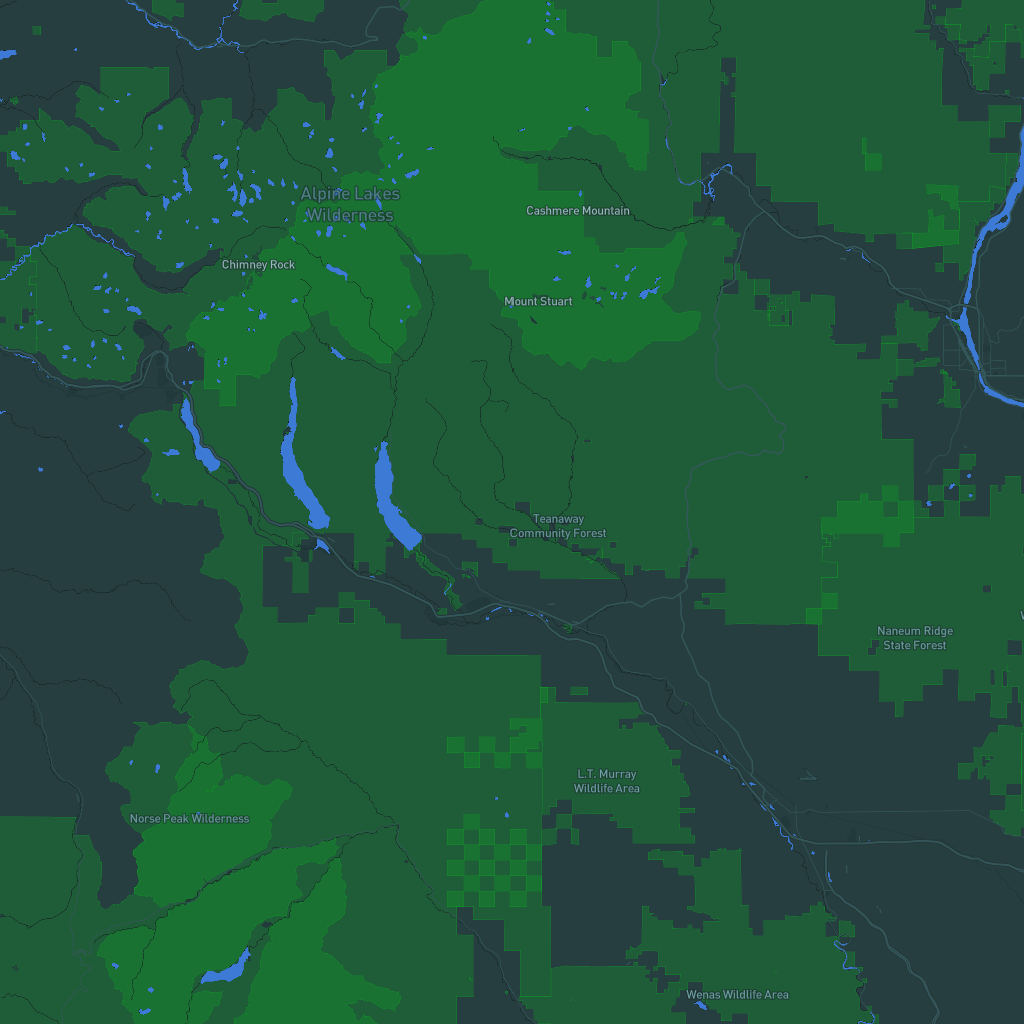 Alpine Lakes
Wilderness
Cashmere Mountain
Chimney Rock
Mount Stuart
Teanaway
Community Forest
Naneum Ridge
State Forest
L.T. Murray
Wildlife Area
Norse Peak Wilderness
Wenas Wildlife Area